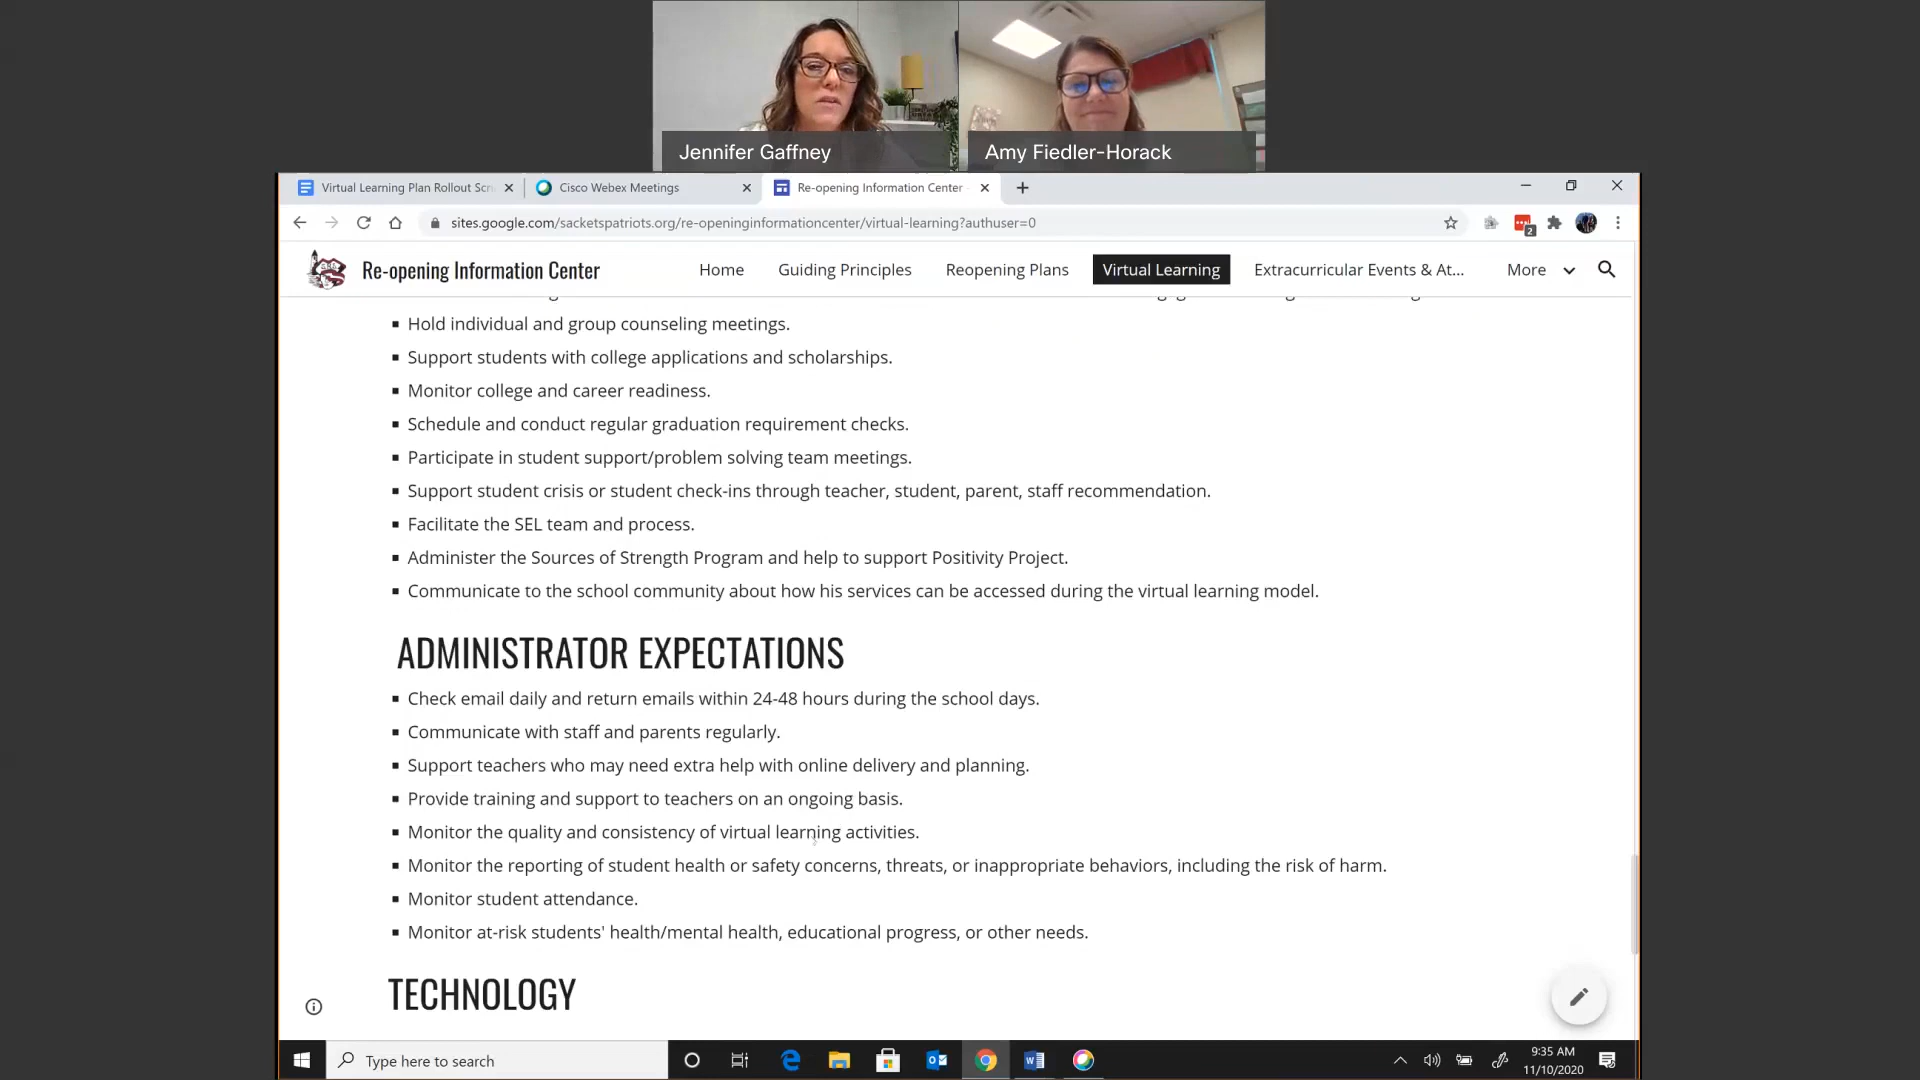 Jennifer Gaffney
Amy Fiedler-Horack
Virtual Learning Plan Rollout Scri
Cisco Webex Meetings
Re-opening Information Center
sites.google.com/sacketspatriots.org/re-openinginformationcenter/virtual-learning?authuser=0
2
Re-opening Information Center
Home
Guiding Principles
Reopening Plans
Virtual Learning
Extracurricular Events & At...
More
▪ Hold individual and group counseling meetings.
▪ Support students with college applications and scholarships.
▪ Monitor college and career readiness.
▪ Schedule and conduct regular graduation requirement checks.
▪ Participate in student support/problem solving team meetings.
▪ Support student crisis or student check-ins through teacher, student, parent, staff recommendation.
▪ Facilitate the SEL team and process.
▪ Administer the Sources of Strength Program and help to support Positivity Project.
▪ Communicate to the school community about how his services can be accessed during the virtual learning model.
ADMINISTRATOR EXPECTATIONS
▪ Check email daily and return emails within 24-48 hours during the school days.
▪ Communicate with staff and parents regularly.
▪ Support teachers who may need extra help with online delivery and planning.
▪ Provide training and support to teachers on an ongoing basis.
▪ Monitor the quality and consistency of virtual learning activities.
▪ Monitor the reporting of student health or safety concerns, threats, or inappropriate behaviors, including the risk of harm.
▪ Monitor student attendance.
▪ Monitor at-risk students' health/mental health, educational progress, or other needs.
TECHNOLOGY
Type here to search
9:35 AM
11/10/2020